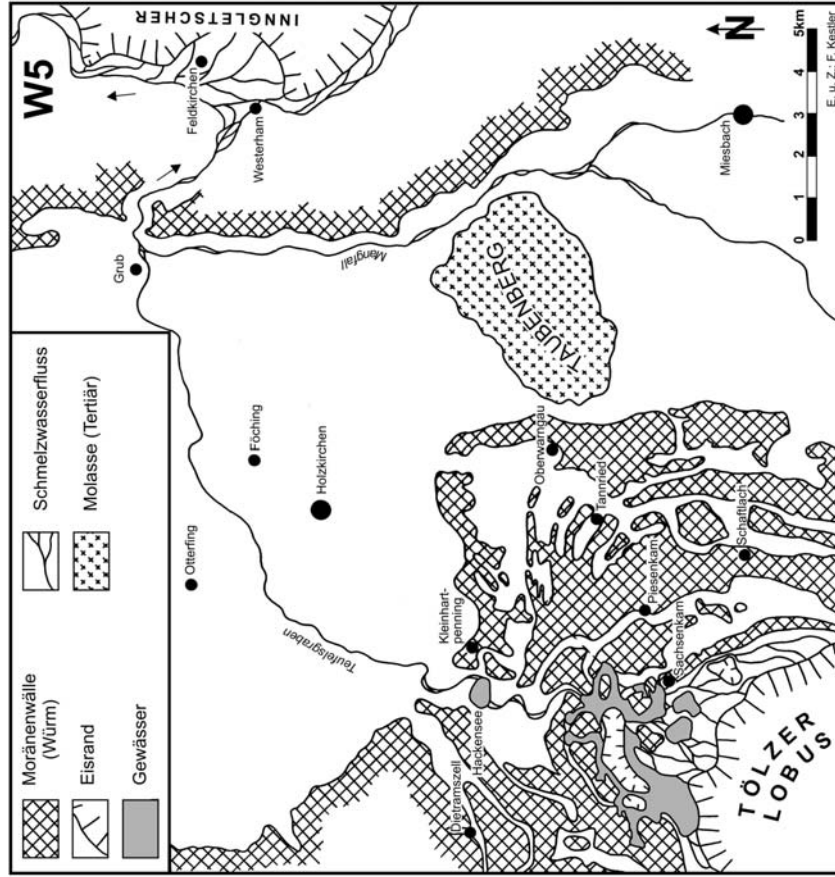 Moränenwälle
(Würm)
Eisrand
Gewässer
Schmelzwasserfluss
Molasse (Tertiär)
W5
INNGLETSCHER
Feldkirchen
Westerham
Grub
Mangfall
Otterfing
Föching
Holzkirchen
Teufelsgraben
TAUBENBERG
Miesbach
Kleinhart-
penning
Oberwarngau
Tannried
Piesenkam
Schaftlach
Sachsenkam
Hackensee
Dietramszell
TÖLZER
LOBUS
N
0 1 2 3 4 5km
E. u. Z.: F. Kestler